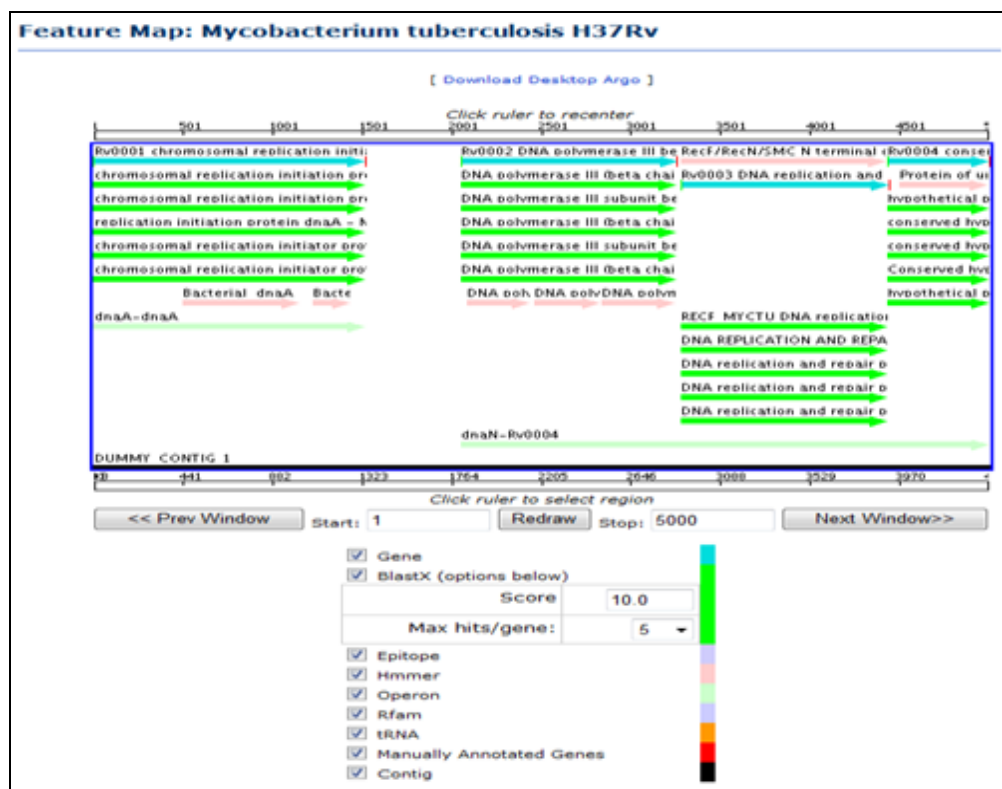 Feature Map: Mycobacterium tuberculosis H37Rv
[ Download Desktop Argo ]
Click ruler to recenter
501 1001 1501 2001 2501 3001 3501 4001 4501
Rv0001 chromosomal replication initi Rv0002 DNA polymerase III be RecF/RecN/SMC N terminal Rv0004 conser
chromosomal replication initiation pro DNA polymerase III (beta chai Rv0003 DNA replication and Protein of u
chromosomal replication initiation pro DNA polymerase III subunit be hypothetical p
replication initiation protein dnaA - DNA polymerase III (beta chai conserved hyp
chromosomal replication initiator pro DNA polymerase III subunit be conserved hyp
chromosomal replication initiator pro DNA polymerase III (beta chai Conserved hyp
Bacterial dnaA Bacte DNA poly DNA poly DNA polym hypothetical p
dnaA-dnaA RECF MYCTU DNA replication
DNA REPLICATION AND REPA
DNA replication and repair p
DNA replication and repair p
DNA replication and repair p
dnaN-Rv0004
DUMMY CONTIG 1
KB 441 882 1323 1764 2205 2646 3088 3529 3970
Click ruler to select region
<< Prev Window Start: 1 Redraw Stop: 5000 Next Window>>
Gene
BlastX (options below)
Score 10.0
Max hits/gene: 5
Epitope
Hmmer
Operon
Rfam
tRNA
Manually Annotated Genes
Contig